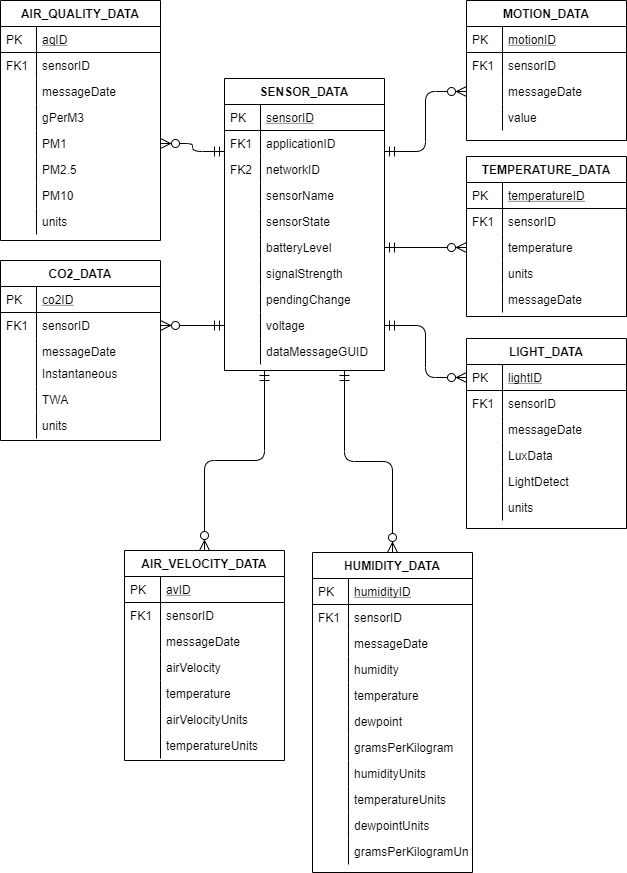 AIR_QUALITY_DATA
PK aqID
FK1 sensorID
messageDate
gPerM3
PM1
PM2.5
PM10
units
CO2_DATA
PK co2ID
FK1 sensorID
messageDate
Instantaneous
TWA
units
SENSOR_DATA
PK sensorID
FK1 applicationID
FK2 networkID
sensorName
sensorState
batteryLevel
signalStrength
pendingChange
voltage
dataMessageGUID
MOTION_DATA
PK motionID
FK1 sensorID
messageDate
value
TEMPERATURE_DATA
PK temperatureID
FK1 sensorID
temperature
units
messageDate
LIGHT_DATA
PK lightID
FK1 sensorID
messageDate
LuxData
LightDetect
units
AIR_VELOCITY_DATA
PK avID
FK1 sensorID
messageDate
airVelocity
temperature
airVelocityUnits
temperatureUnits
HUMIDITY_DATA
PK humidityID
FK1 sensorID
messageDate
humidity
temperature
dewpoint
gramsPerKilogram
humidityUnits
temperatureUnits
dewpointUnits
gramsPerKilogramUn